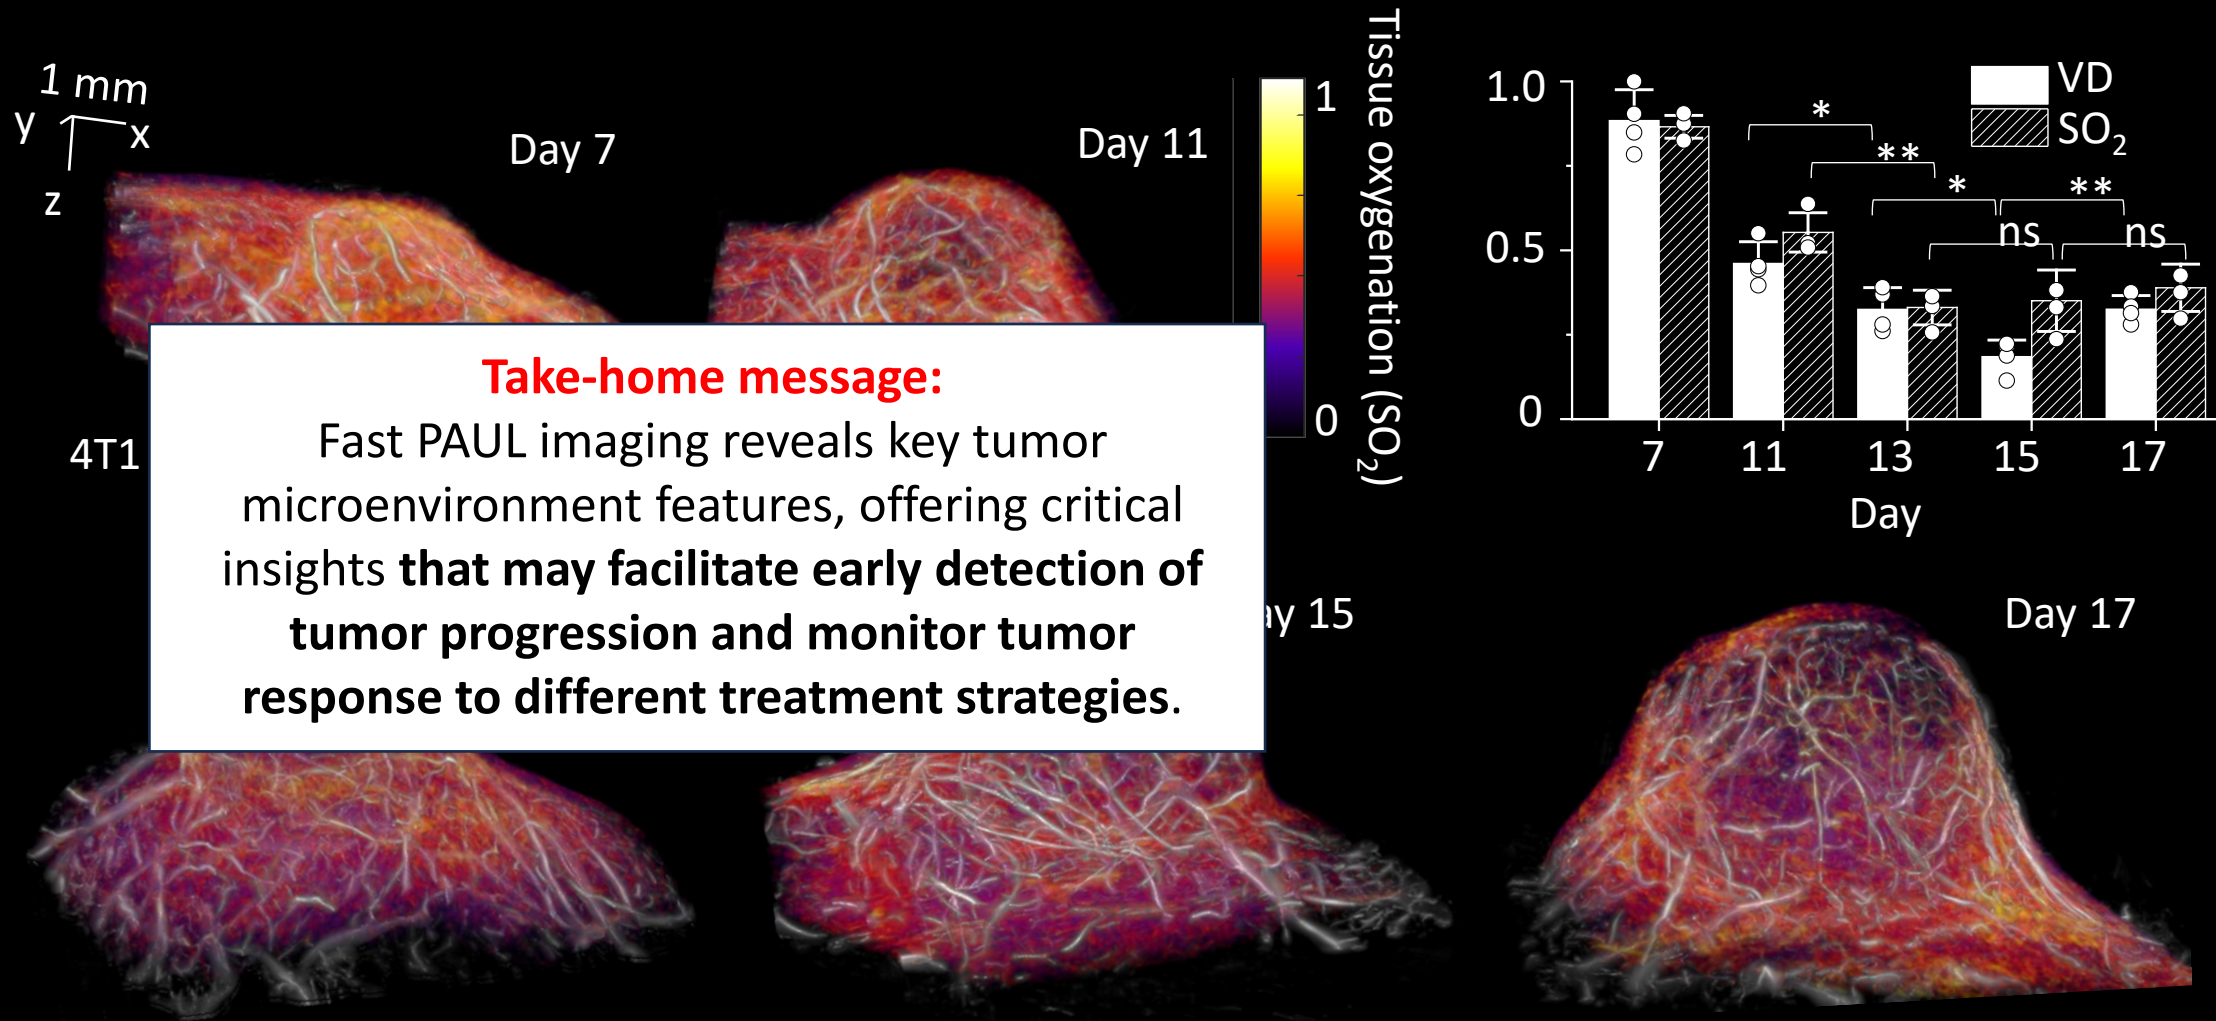 1 mm
y
x
z
Day 7
Day 11
1
0
Tissue oxygenation (SO₂)
4T1
Take-home message:
Fast PAUL imaging reveals key tumor
microenvironment features, offering critical
insights that may facilitate early detection of
tumor progression and monitor tumor
response to different treatment strategies.
ay 15
Day 17
VD
SO₂
1.0
0.5
0
*
**
*
**
ns
ns
7 11 13 15 17
Day